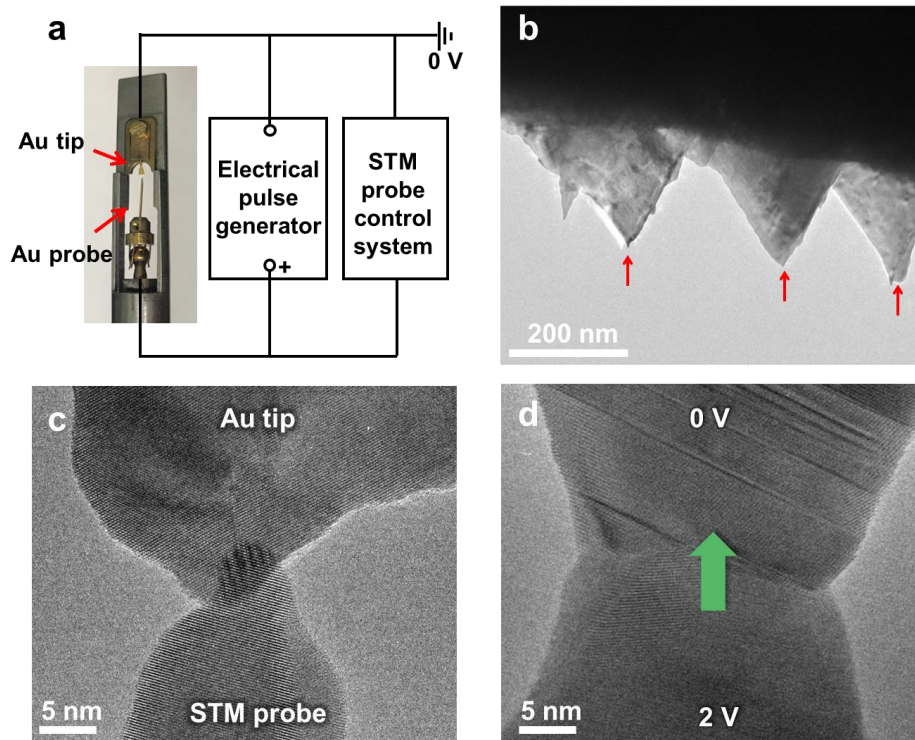 a
0 V
Au tip
Au probe
Electrical
pulse
generator
+
STM
probe
control
system
b
200 nm
c
Au tip
STM probe
5 nm
d
0 V
2 V
5 nm